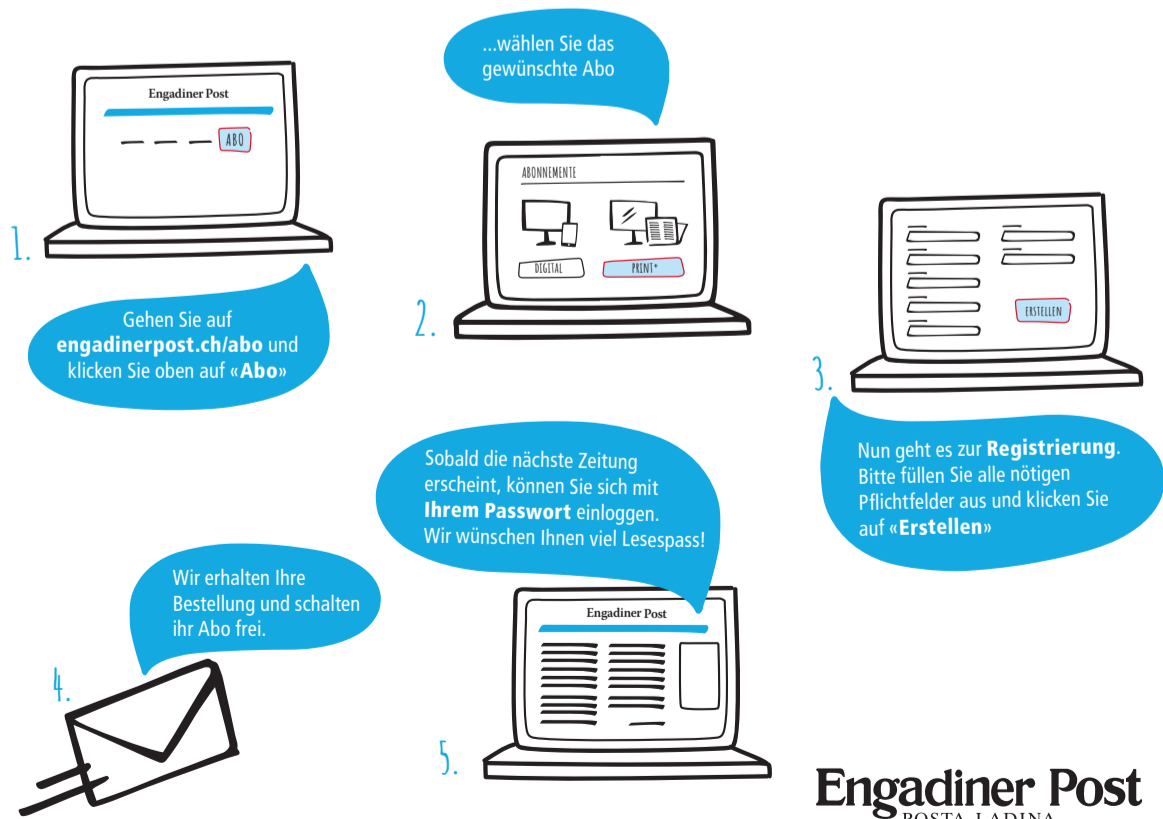 1.
Engadiner Post
ABO
Gehen Sie auf
engadinerpost.ch/abo und
klicken Sie oben auf «Abo»
...wählen Sie das
gewünschte Abo
2.
ABONNEMENTE
DIGITAL
PRINT+
3.
ERSTELLEN
Nun geht es zur Registrierung.
Bitte füllen Sie alle nötigen
Pflichtfelder aus und klicken Sie
auf «Erstellen»
4.
Wir erhalten Ihre
Bestellung und schalten
ihr Abo frei.
5.
Sobald die nächste Zeitung
erscheint, können Sie sich mit
Ihrem Passwort einloggen.
Wir wünschen Ihnen viel Lesespass!
Engadiner Post
Engadiner Post
POSTA LADINA